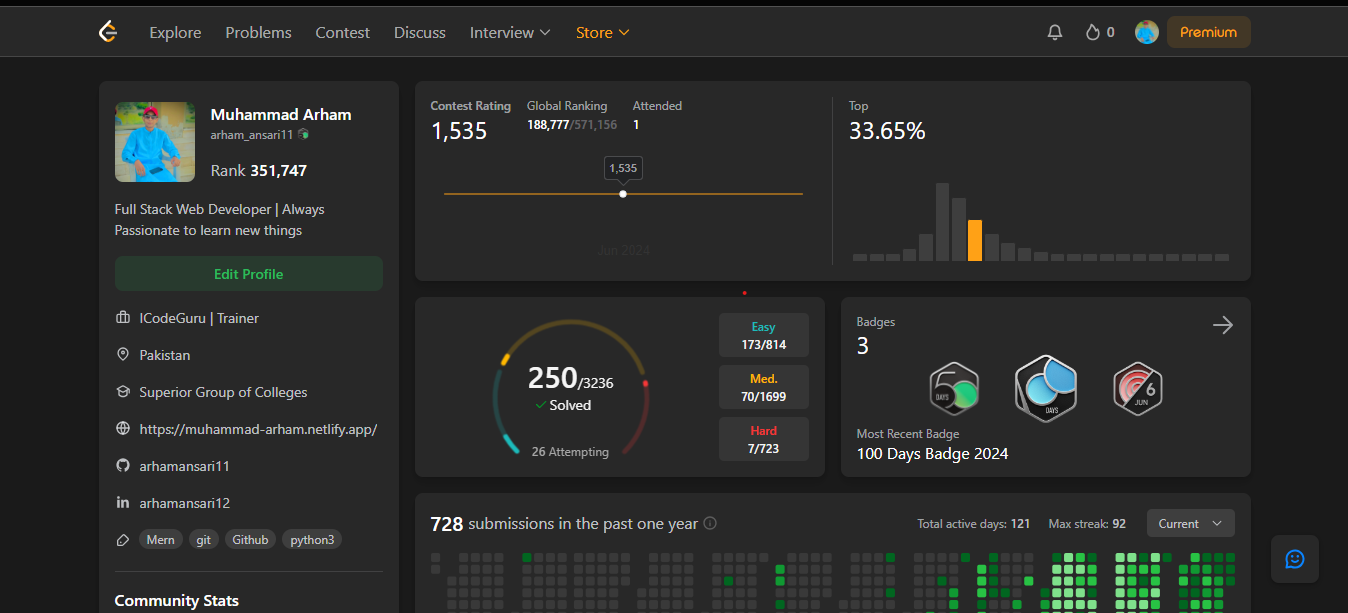 Explore Problems Contest Discuss Interview Store 0 Premium
Muhammad Arham
arham_ansari11
Rank 351,747
Full Stack Web Developer | Always
Passionate to learn new things
Edit Profile
ICodeGuru | Trainer
Pakistan
Superior Group of Colleges
https://muhammad-arham.netlify.app/
arhamansari11
arhamansari12
Mern git Github python3
Community Stats
Contest Rating Global Ranking Attended
1,535 188,777/571,156 1
1,535
Jun 2024
Top
33.65%
250/3236
Solved
26 Attempting
Easy
173/814
Med.
70/1699
Hard
7/723
Badges
3
50 DAYS
100 DAYS
6 JUN
Most Recent Badge
100 Days Badge 2024
728 submissions in the past one year Total active days: 121 Max streak: 92 Current